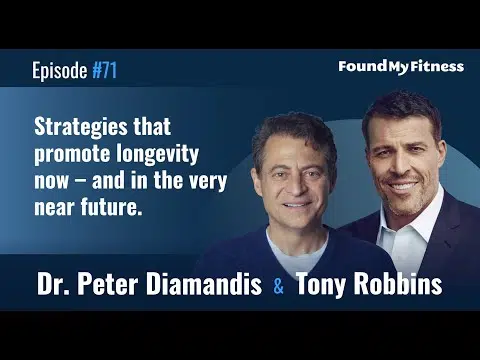 Episode #71
FoundMyFitness
Strategies that
promote longevity
now – and in the very
near future.
Dr. Peter Diamandis & Tony Robbins